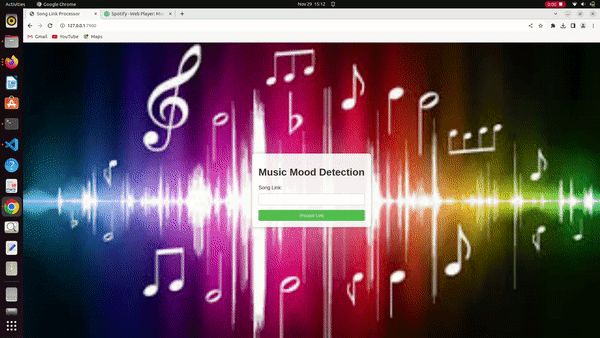 Activities
Google Chrome
Nov 29 15:12
Song Link Processor
Spotify - Web Player: Mu
127.0.0.1:7900
Gmail
YouTube
Maps
Music Mood Detection
Song Link:
Process Link